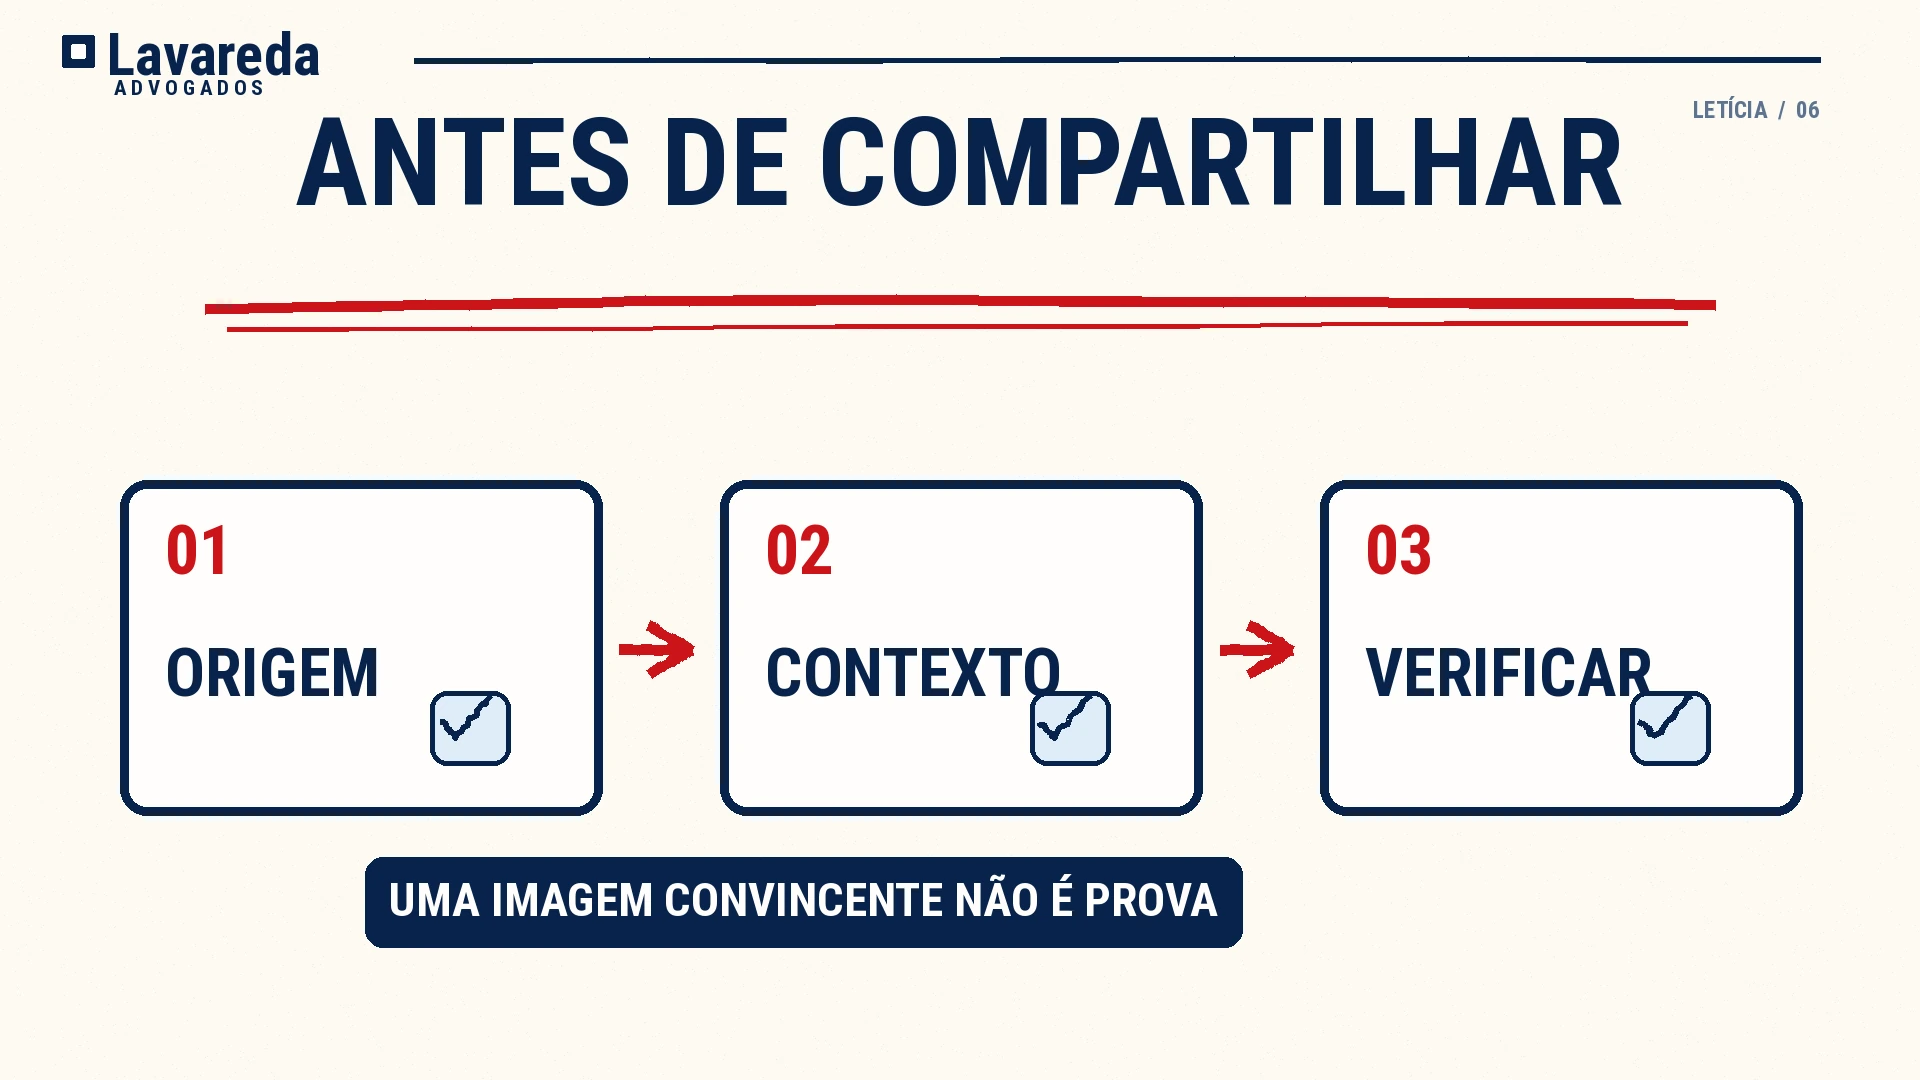 Lavareda
ADVOGADOS
LETÍCIA / 06
ANTES DE COMPARTILHAR
01
ORIGEM
02
CONTEXTO
03
VERIFICAR
UMA IMAGEM CONVINCENTE NÃO É PROVA